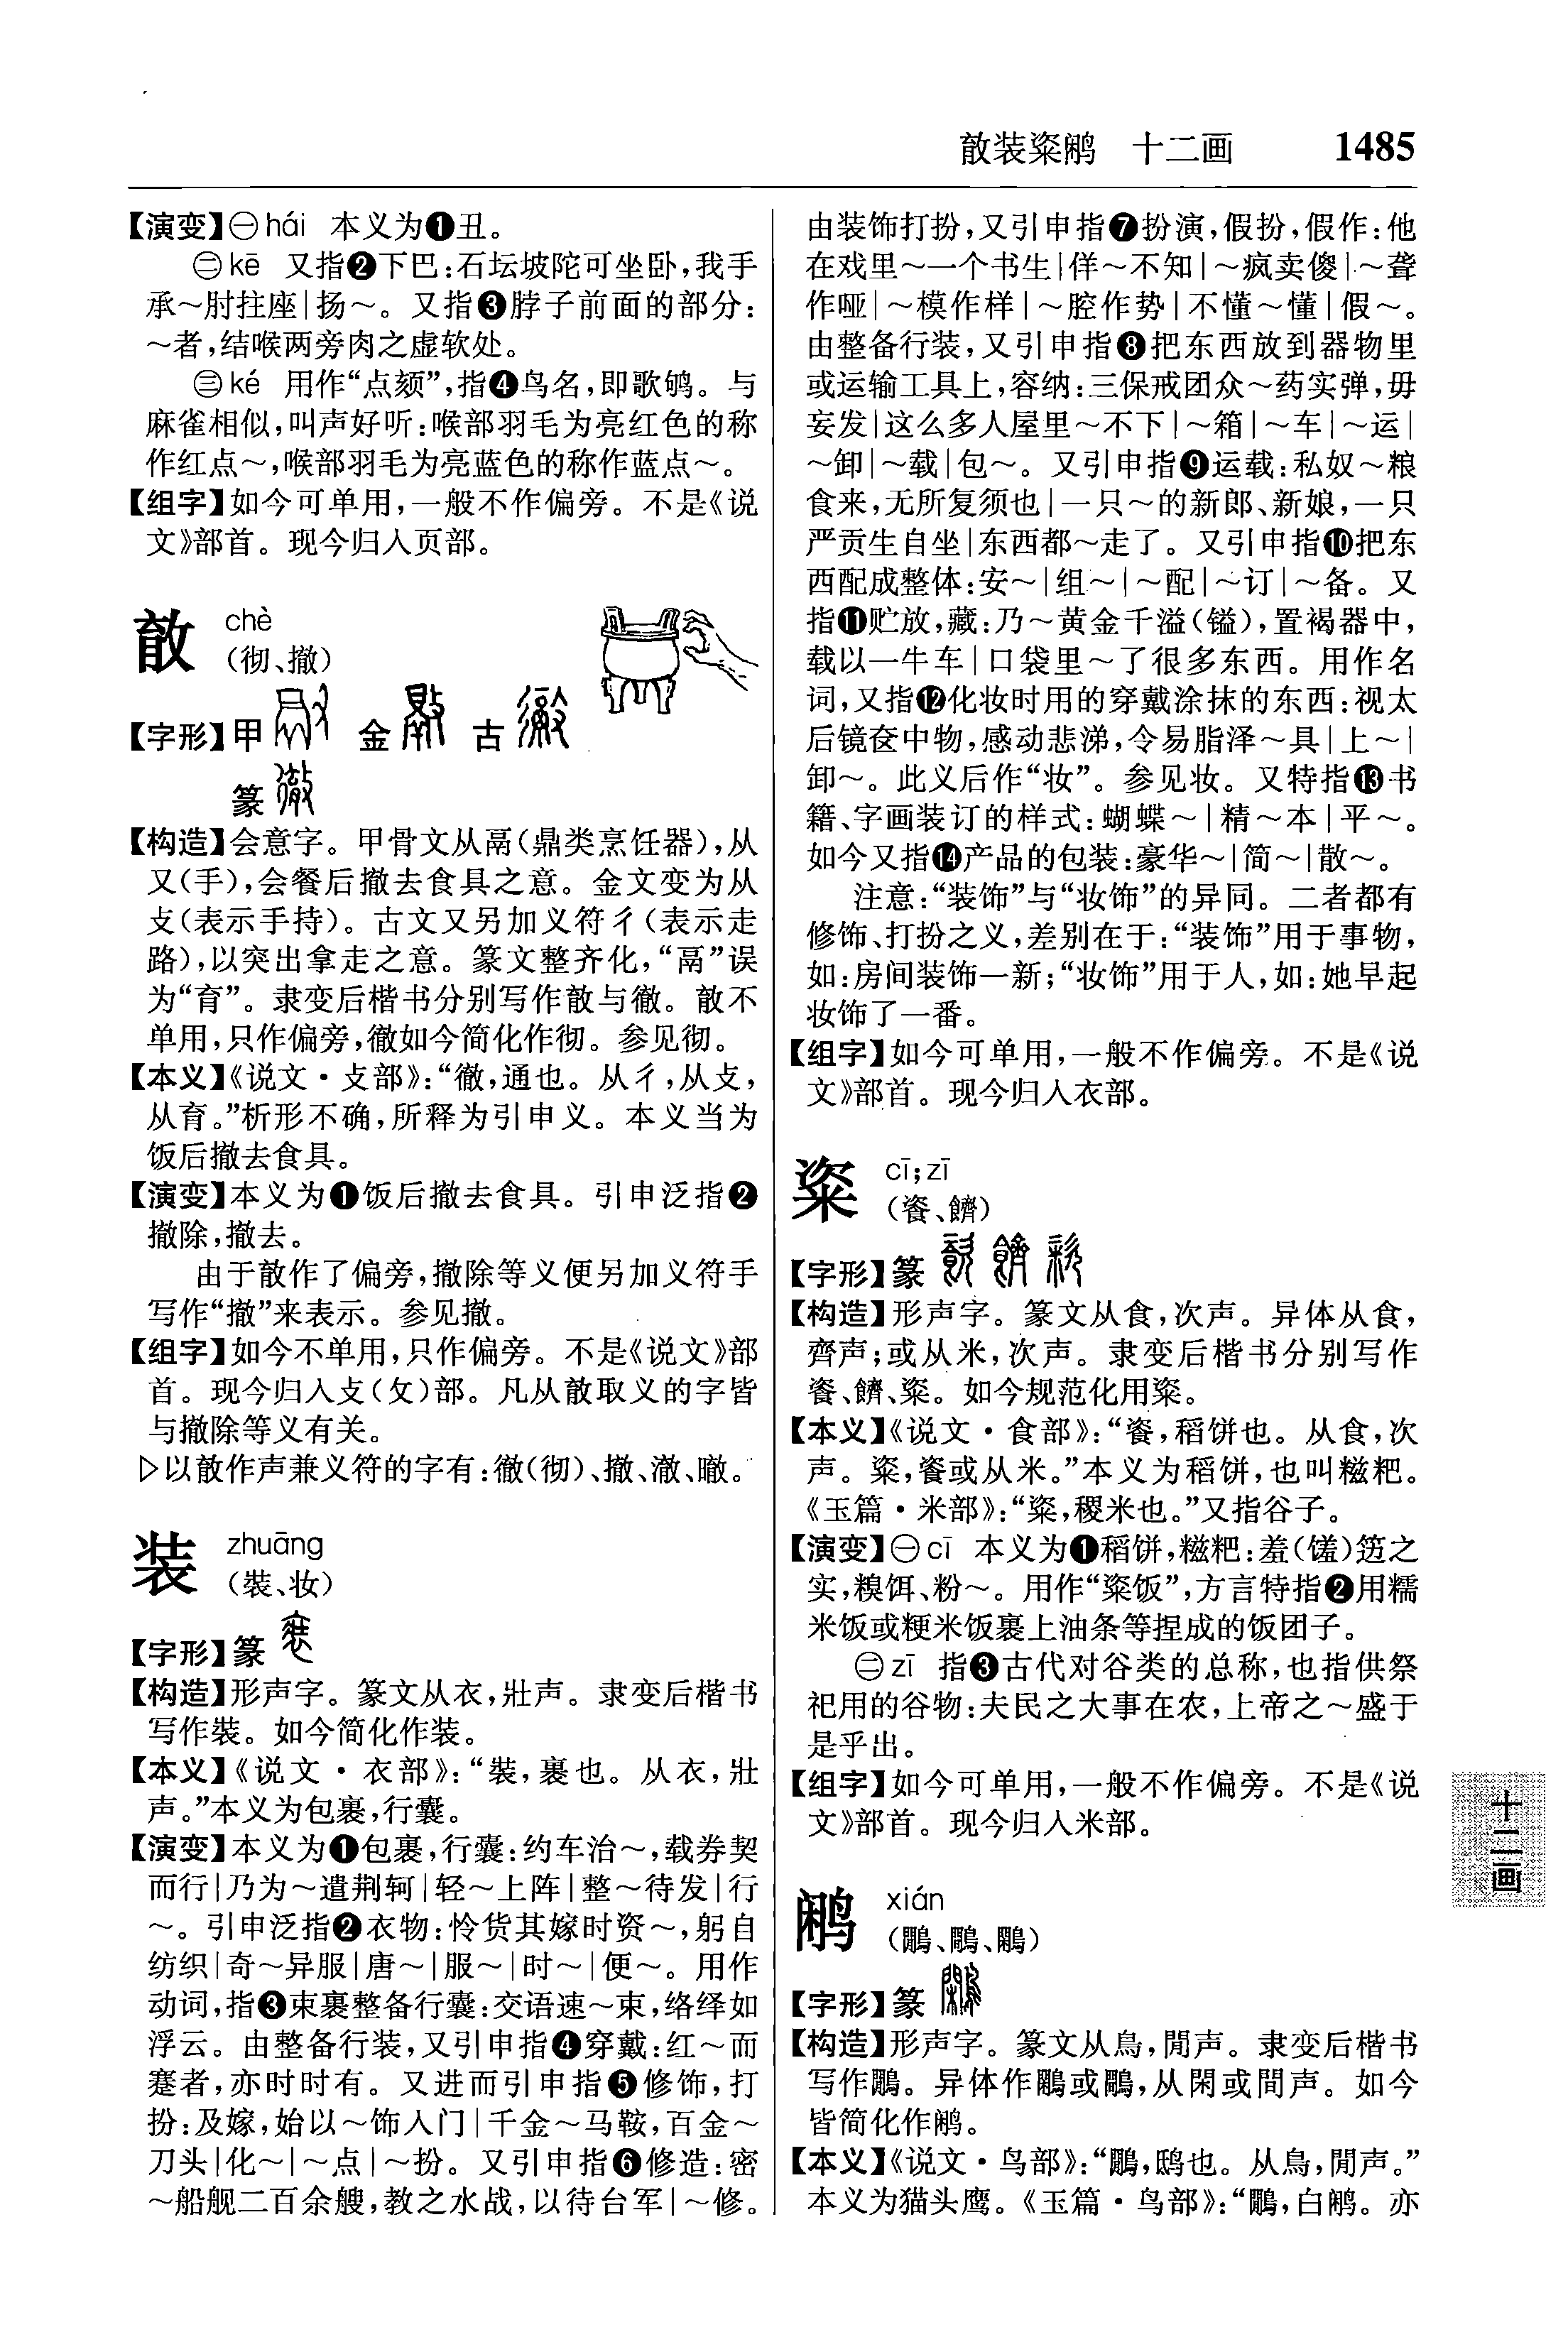 㪚装粢鹇　十二画　1485
【演变】㊀hái 本义为❶丑。
㊁kē 又指❷下巴:石坛坡陀可坐卧,我手
承~肘拄座|扬~。又指❸脖子前面的部分:
~者,结喉两旁肉之虚软处。
㊂ké 用作“点颏”,指❹鸟名,即歌鸲。与
麻雀相似,叫声好听:喉部羽毛为亮红色的称
作红点~,喉部羽毛为亮蓝色的称作蓝点~。
【组字】如今可单用,一般不作偏旁。不是《说
文》部首。现今归入页部。
敌 chè
(彻、撤)
【字形】甲 金 古
篆
【构造】会意字。甲骨文从鬲(鼎类烹饪器),从
又(手),会餐后撤去食具之意。金文变为从
攴(表示手持)。古文又另加义符彳(表示走
路),以突出拿走之意。篆文整齐化,“鬲”误
为“育”。隶变后楷书分别写作㪿与徹。㪿不
单用,只作偏旁,徹如今简化作彻。参见彻。
【本义】《说文·攴部》:“徹,通也。从彳,从攴,
从育。”析形不确,所释为引申义。本义当为
饭后撤去食具。
【演变】本义为❶饭后撤去食具。引申泛指❷
撤除,撤去。
由于㪿作了偏旁,撤除等义便另加义符手
写作“撤”来表示。参见撤。
【组字】如今不单用,只作偏旁。不是《说文》部
首。现今归入攴(攵)部。凡从㪿取义的字皆
与撤除等义有关。
▷以㪿作声兼义符的字有:徹(彻)、撤、澈、瞮。
装 zhuāng
(裝、妆)
【字形】篆
【构造】形声字。篆文从衣,壯声。隶变后楷书
写作裝。如今简化作装。
【本义】《说文·衣部》:“裝,裹也。从衣,壯
声。”本义为包裹,行囊。
【演变】本义为❶包裹,行囊:约车治~,载券契
而行|乃为~遣荆轲|轻~上阵|整~待发|行
~。引申泛指❷衣物:怜货其嫁时资~,躬自
纺织|奇~异服|唐~|服~|时~|便~。用作
动词,指❸束裹整备行囊:交语速~束,络绎如
浮云。由整备行装,又引申指❹穿戴:红~而
蹇者,亦时时有。又进而引申指❺修饰,打
扮:及嫁,始以~饰入门|千金~马鞍,百金~
刀头|化~|~点|~扮。又引申指❻修造:密
~船舰二百余艘,教之水战,以待台军|~修。
由装饰打扮,又引申指❼扮演,假扮,假作:他
在戏里~一个书生|佯~不知|~疯卖傻|~聋
作哑|~模作样|~腔作势|不懂~懂|假~。
由整备行装,又引申指❽把东西放到器物里
或运输工具上,容纳:三保戒团众~药实弹,毋
妄发|这么多人屋里~不下|~箱|~车|~运|
~卸|~载|包~。又引申指❾运载:私奴~粮
食来,无所复须也|一只~的新郎、新娘,一只
严贡生自坐|东西都~走了。又引申指❿把东
西配成整体:安~|组~|~配|~订|~备。又
指⓫贮放,藏:乃~黄金千溢(镒),置褐器中,
载以一牛车|口袋里~了很多东西。用作名
词,又指⓬化妆时用的穿戴涂抹的东西:视太
后镜奁中物,感动悲涕,令易脂泽~具|上~|
卸~。此义后作“妆”。参见妆。又特指⓭书
籍、字画装订的样式:蝴蝶~|精~本|平~。
如今又指⓮产品的包装:豪华~|简~|散~。
注意:“装饰”与“妆饰”的异同。二者都有
修饰、打扮之义,差别在于:“装饰”用于事物,
如:房间装饰一新;“妆饰”用于人,如:她早起
妆饰了一番。
【组字】如今可单用,一般不作偏旁。不是《说
文》部首。现今归入衣部。
粢 cī;zī
(餈、䭣)
【字形】篆
【构造】形声字。篆文从食,次声。异体从食,
齊声;或从米,次声。隶变后楷书分别写作
餈、䭣、粢。如今规范化用粢。
【本义】《说文·食部》:“餈,稻饼也。从食,次
声。粢,餈或从米。”本义为稻饼,也叫糍粑。
《玉篇·米部》:“粢,稷米也。”又指谷子。
【演变】㊀cī 本义为❶稻饼,糍粑:羞(馐)笾之
实,糗饵、粉~。用作“粢饭”,方言特指❷用糯
米饭或粳米饭裹上油条等捏成的饭团子。
㊁zī 指❸古代对谷类的总称,也指供祭
祀用的谷物:夫民之大事在农,上帝之~盛于
是乎出。
【组字】如今可单用,一般不作偏旁。不是《说
文》部首。现今归入米部。
鹇 xián
(鷳、鷴、鷼)
【字形】篆
【构造】形声字。篆文从鳥,閒声。隶变后楷书
写作鷳。异体作鷴或鷼,从閑或間声。如今
皆简化作鹇。
【本义】《说文·鸟部》:“鷳,鸱也。从鳥,閒声。”
本义为猫头鹰。《玉篇·鸟部》:“鷳,白鹇。亦
十二画